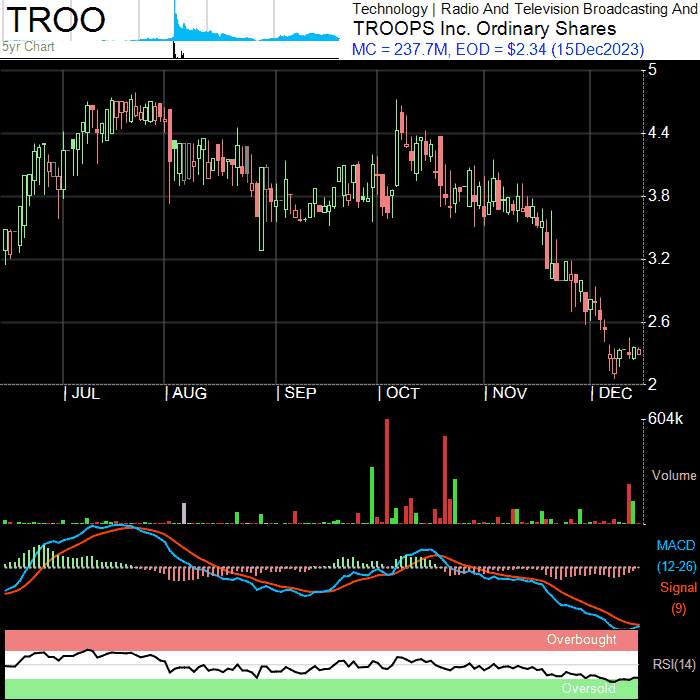 TROO
5yr Chart
Technology | Radio And Television Broadcasting And
TROOPS Inc. Ordinary Shares
MC = 237.7M, EOD = $2.34 (15Dec2023)
5
4.4
3.8
3.2
2.6
2
| JUL | AUG | SEP | OCT | NOV | DEC
604k
Volume
MACD
(12-26)
Signal
(9)
Overbought
RSI(14)
Oversold